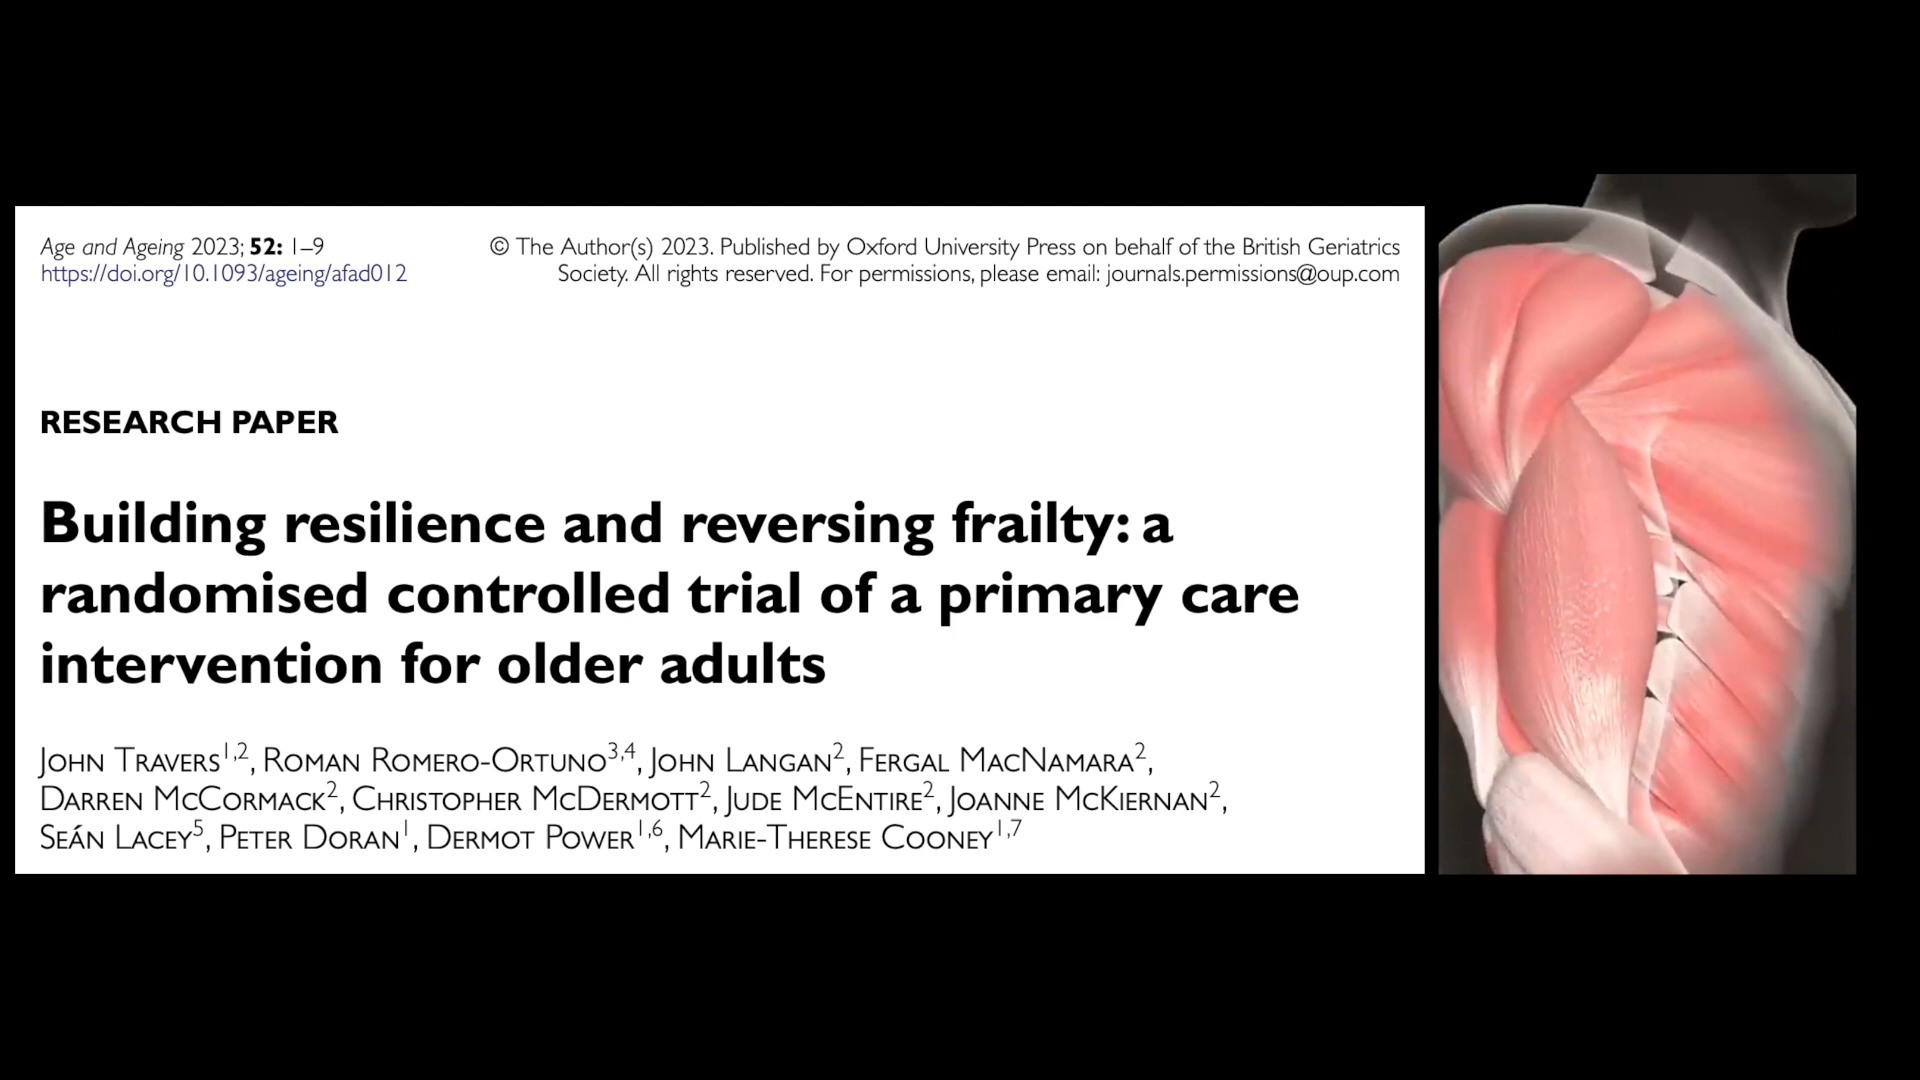 Age and Ageing 2023; 52: 1–9
https://doi.org/10.1093/ageing/afad012
© The Author(s) 2023. Published by Oxford University Press on behalf of the British Geriatrics
Society. All rights reserved. For permissions, please email: journals.permissions@oup.com
RESEARCH PAPER
Building resilience and reversing frailty: a
randomised controlled trial of a primary care
intervention for older adults
John Travers1,2, Roman Romero-Ortuno3,4, John Langan2, Fergal MacNamara2,
Darren McCormack2, Christopher McDermott2, Jude McEntire2, Joanne McKiernan2,
Seán Lacey5, Peter Doran1, Dermot Power1,6, Marie-Therese Cooney1,7